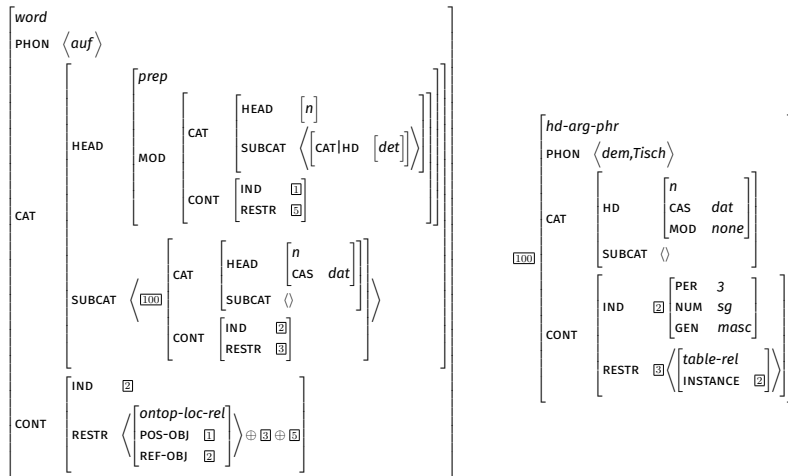 word
PHON ⟨auf⟩
CAT
HEAD
prep
MOD
CAT
HEAD [n]
SUBCAT ⟨[CAT|HD [det]]⟩
CONT
IND 1
RESTR 5
SUBCAT ⟨ 100
CAT
HEAD
n
CAS dat
SUBCAT ⟨⟩
CONT
IND 2
RESTR 3
⟩
CONT
IND 2
RESTR ⟨
ontop-loc-rel
POS-OBJ 1
REF-OBJ 2
⟩ ⊕ 3 ⊕ 5
100
hd-arg-phr
PHON ⟨dem,Tisch⟩
CAT
HD
n
CAS dat
MOD none
SUBCAT ⟨⟩
CONT
IND 2
PER 3
NUM sg
GEN masc
RESTR 3 ⟨
table-rel
INSTANCE 2
⟩